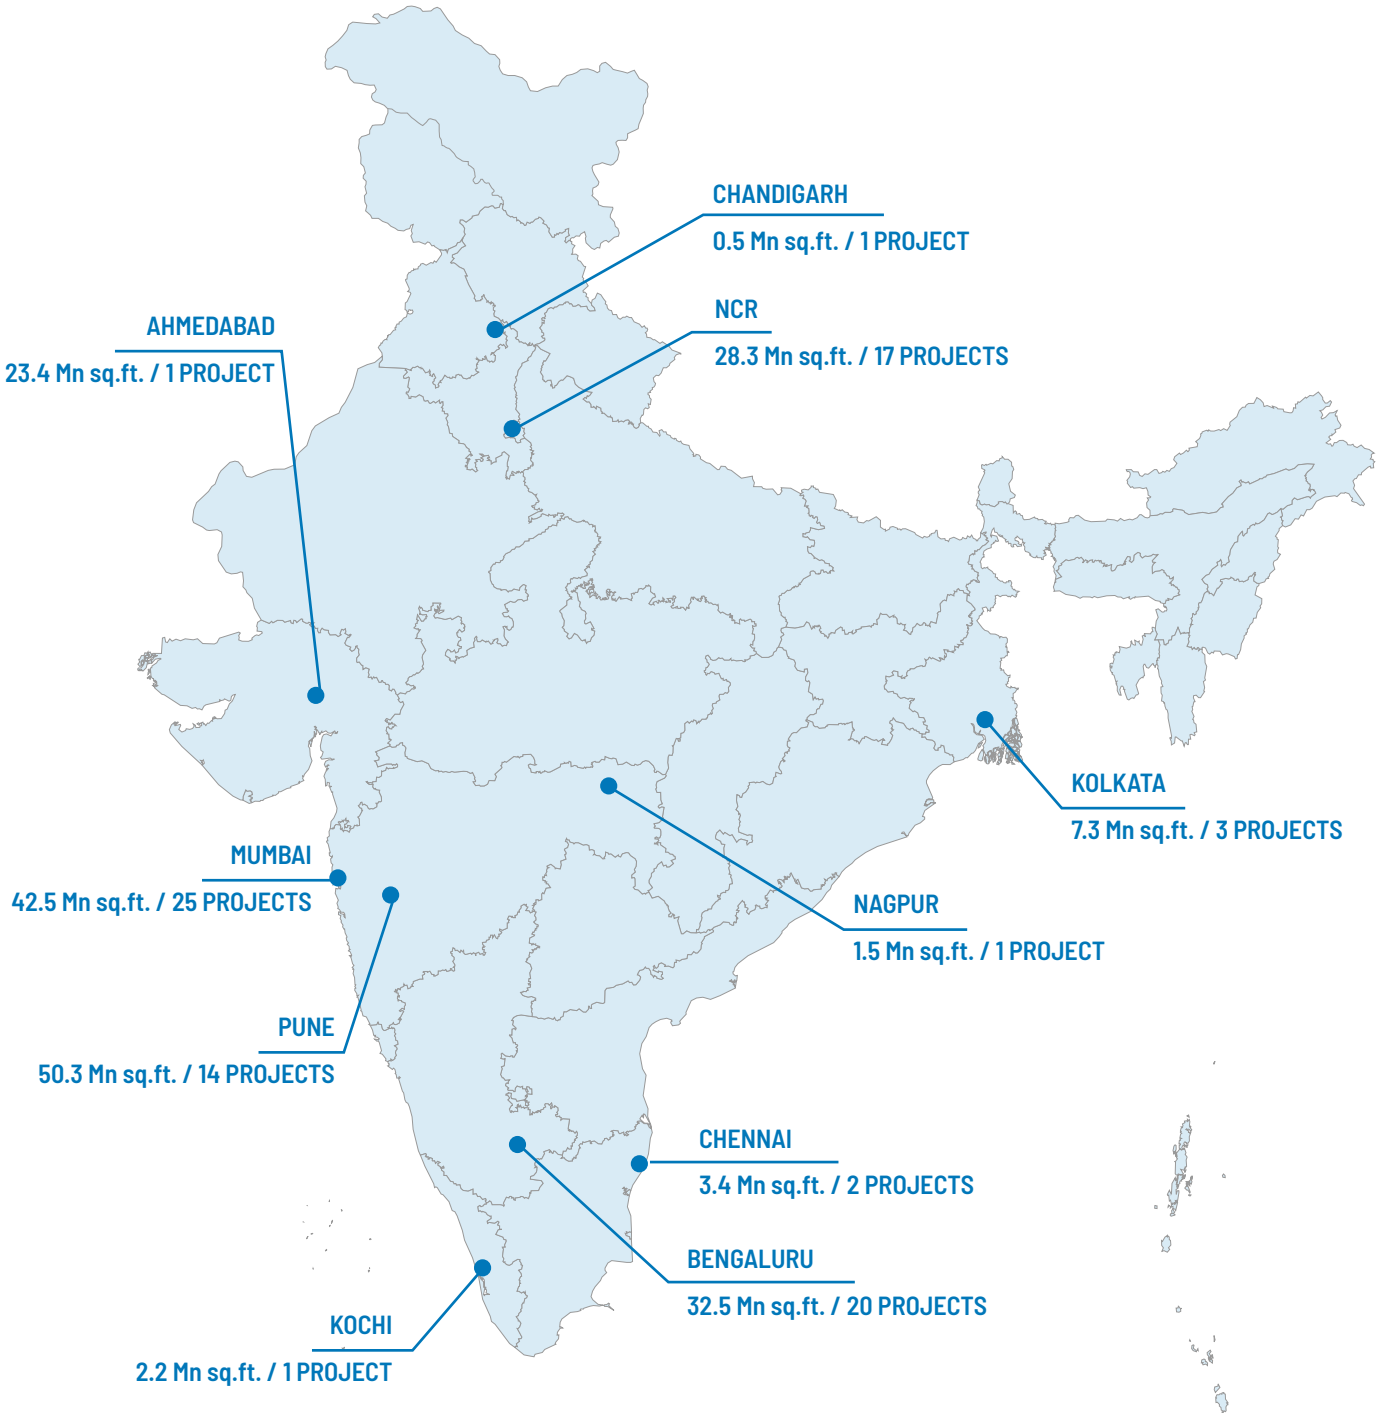 CHANDIGARH
0.5 Mn sq.ft. / 1 PROJECT
NCR
28.3 Mn sq.ft. / 17 PROJECTS
AHMEDABAD
23.4 Mn sq.ft. / 1 PROJECT
KOLKATA
7.3 Mn sq.ft. / 3 PROJECTS
MUMBAI
42.5 Mn sq.ft. / 25 PROJECTS
NAGPUR
1.5 Mn sq.ft. / 1 PROJECT
PUNE
50.3 Mn sq.ft. / 14 PROJECTS
CHENNAI
3.4 Mn sq.ft. / 2 PROJECTS
BENGALURU
32.5 Mn sq.ft. / 20 PROJECTS
KOCHI
2.2 Mn sq.ft. / 1 PROJECT